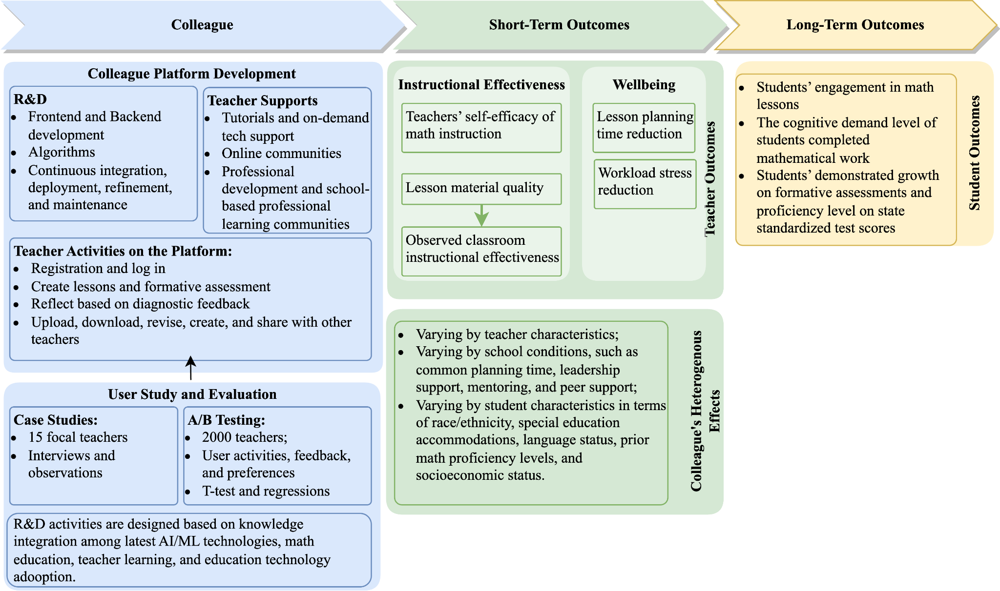 Colleague
Short-Term Outcomes
Long-Term Outcomes
Colleague Platform Development
R&D
• Frontend and Backend
development
• Algorithms
• Continuous integration,
deployment, refinement,
and maintenance
Teacher Supports
• Tutorials and on-demand
tech support
• Online communities
• Professional
development and school-
based professional
learning communities
Teacher Activities on the Platform:
• Registration and log in
• Create lessons and formative assessment
• Reflect based on diagnostic feedback
• Upload, download, revise, create, and share with other
teachers
User Study and Evaluation
Case Studies:
• 15 focal teachers
• Interviews and
observations
A/B Testing:
• 2000 teachers;
• User activities, feedback,
and preferences
• T-test and regressions
R&D activities are designed based on knowledge
integration among latest AI/ML technologies, math
education, teacher learning, and education technology
adooption.
Instructional Effectiveness
Teachers’ self-efficacy of
math instruction
Lesson material quality
Observed classroom
instructional effectiveness
Wellbeing
Lesson planning
time reduction
Workload stress
reduction
Teacher Outcomes
• Varying by teacher characteristics;
• Varying by school conditions, such as
common planning time, leadership
support, mentoring, and peer support;
• Varying by student characteristics in terms
of race/ethnicity, special education
accommodations, language status, prior
math proficiency levels, and
socioeconomic status.
Colleague's Heterogenous
Effects
• Students’ engagement in math
lessons
• The cognitive demand level of
students completed
mathematical work
• Students’ demonstrated growth
on formative assessments and
proficiency level on state
standardized test scores
Student Outcomes